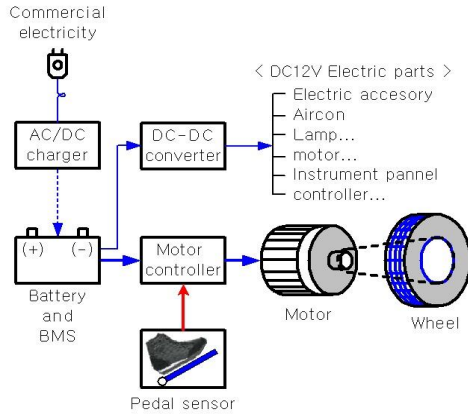 Commercial
electricity
< DC12V Electric parts >
Electric accesory
Aircon
Lamp...
motor...
Instrument pannel
controller...
AC/DC
charger
DC-DC
converter
(+) (-)
Motor
controller
Battery
and
BMS
Motor
Wheel
Pedal sensor